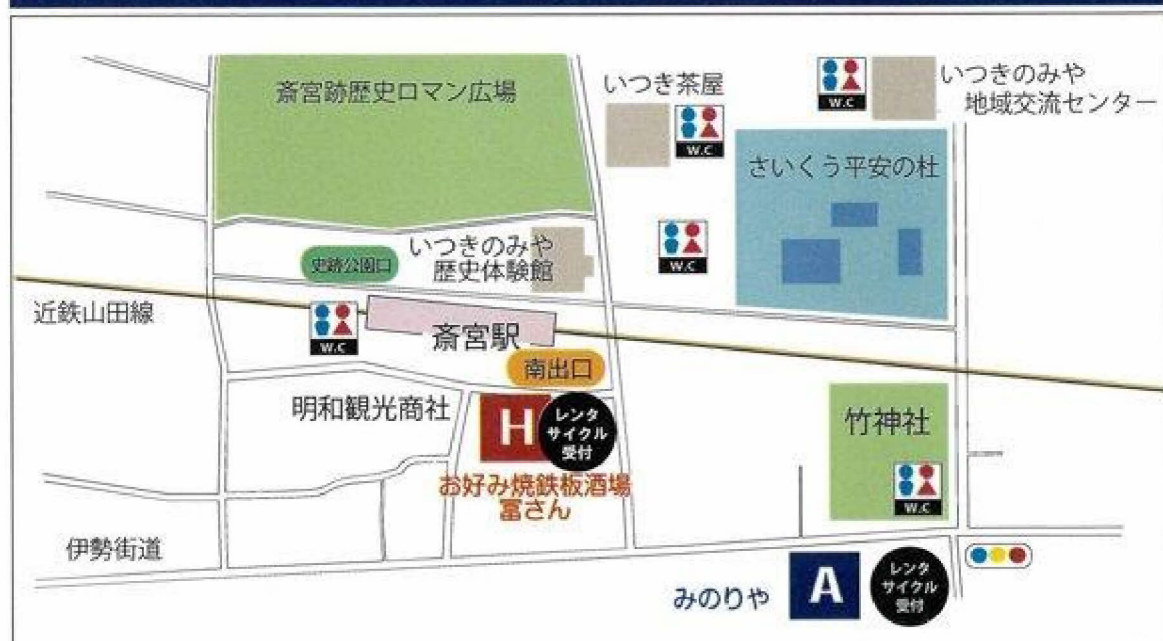 斎宮跡歴史ロマン広場
いつき茶屋
W.C
W.C
いつきのみや
地域交流センター
さいくう平安の杜
W.C
史跡公園口
いつきのみや
歴史体験館
近鉄山田線
W.C
斎宮駅
南出口
明和観光商社
H
レンタ
サイクル
受付
お好み焼鉄板酒場
冨さん
竹神社
W.C
伊勢街道
みのりや
A
レンタ
サイクル
受付